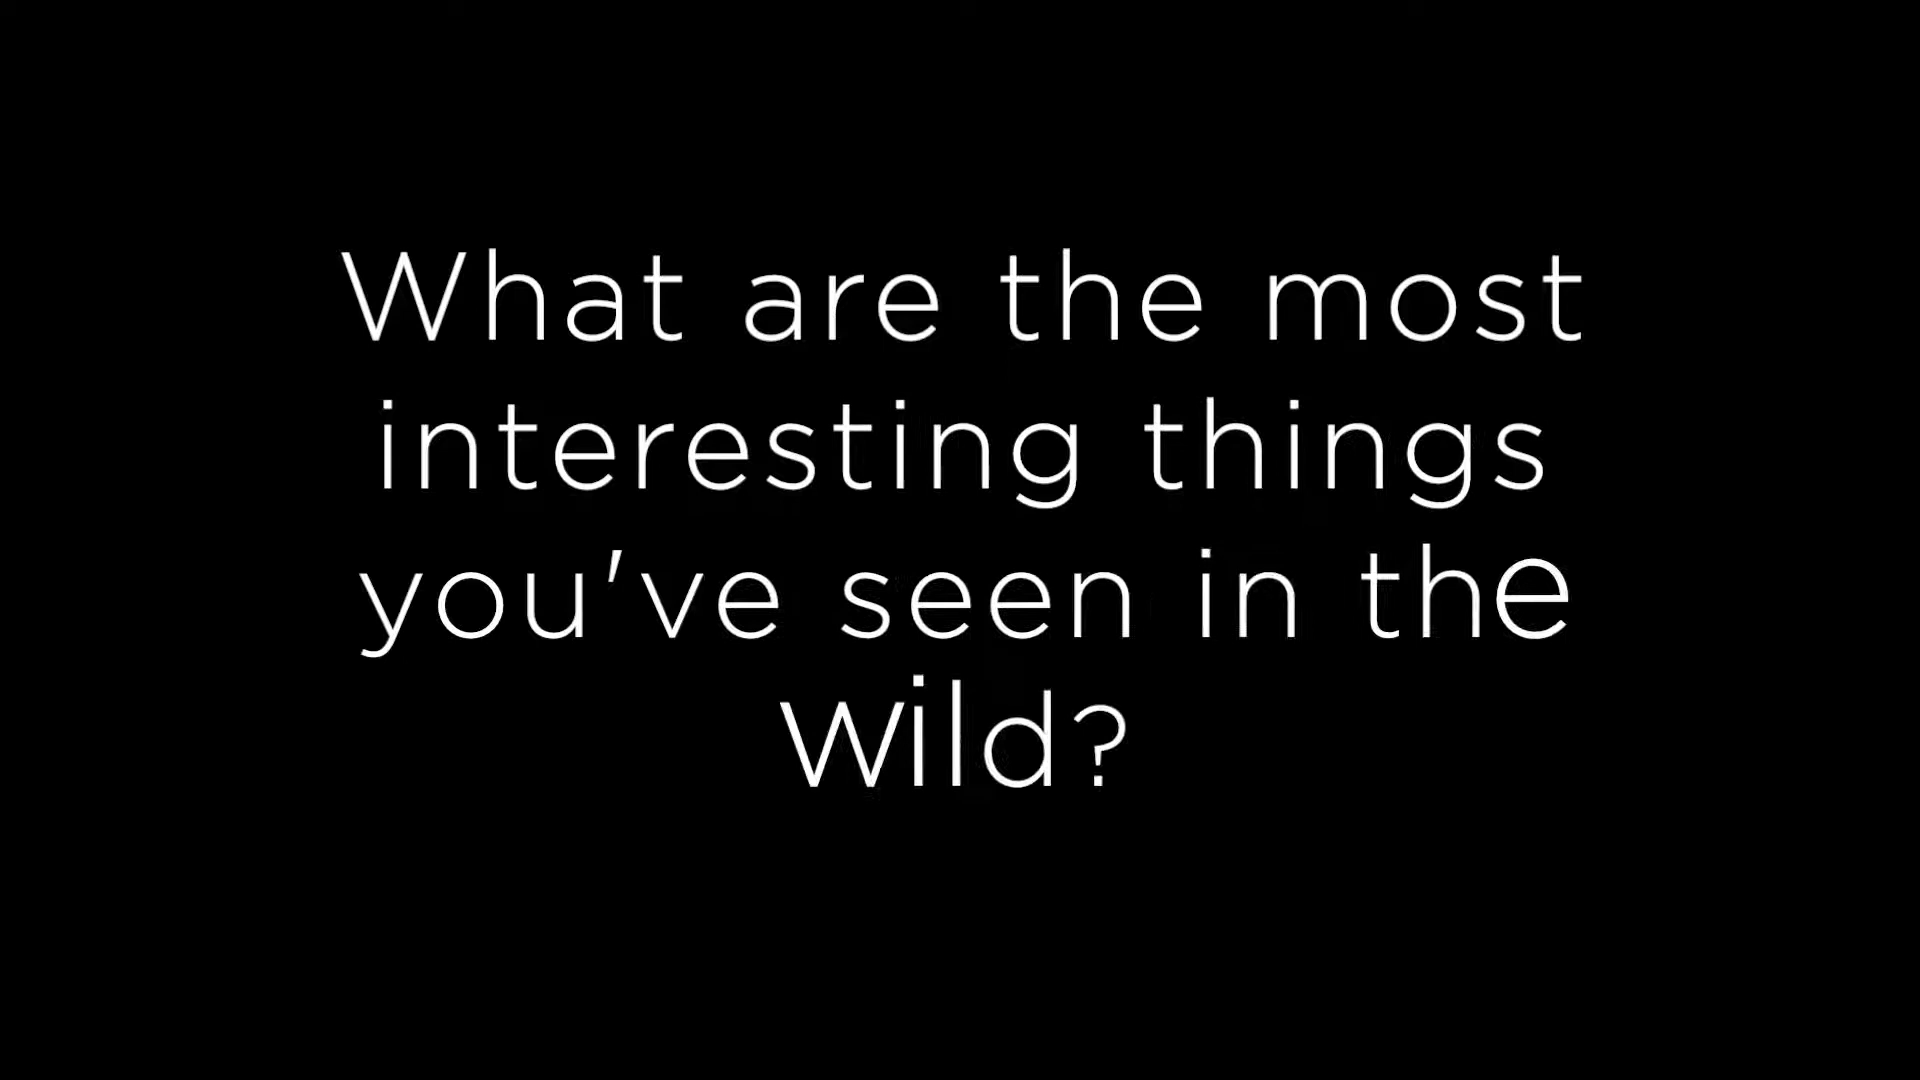 What are the most
interesting things
you've seen in the
Wild?